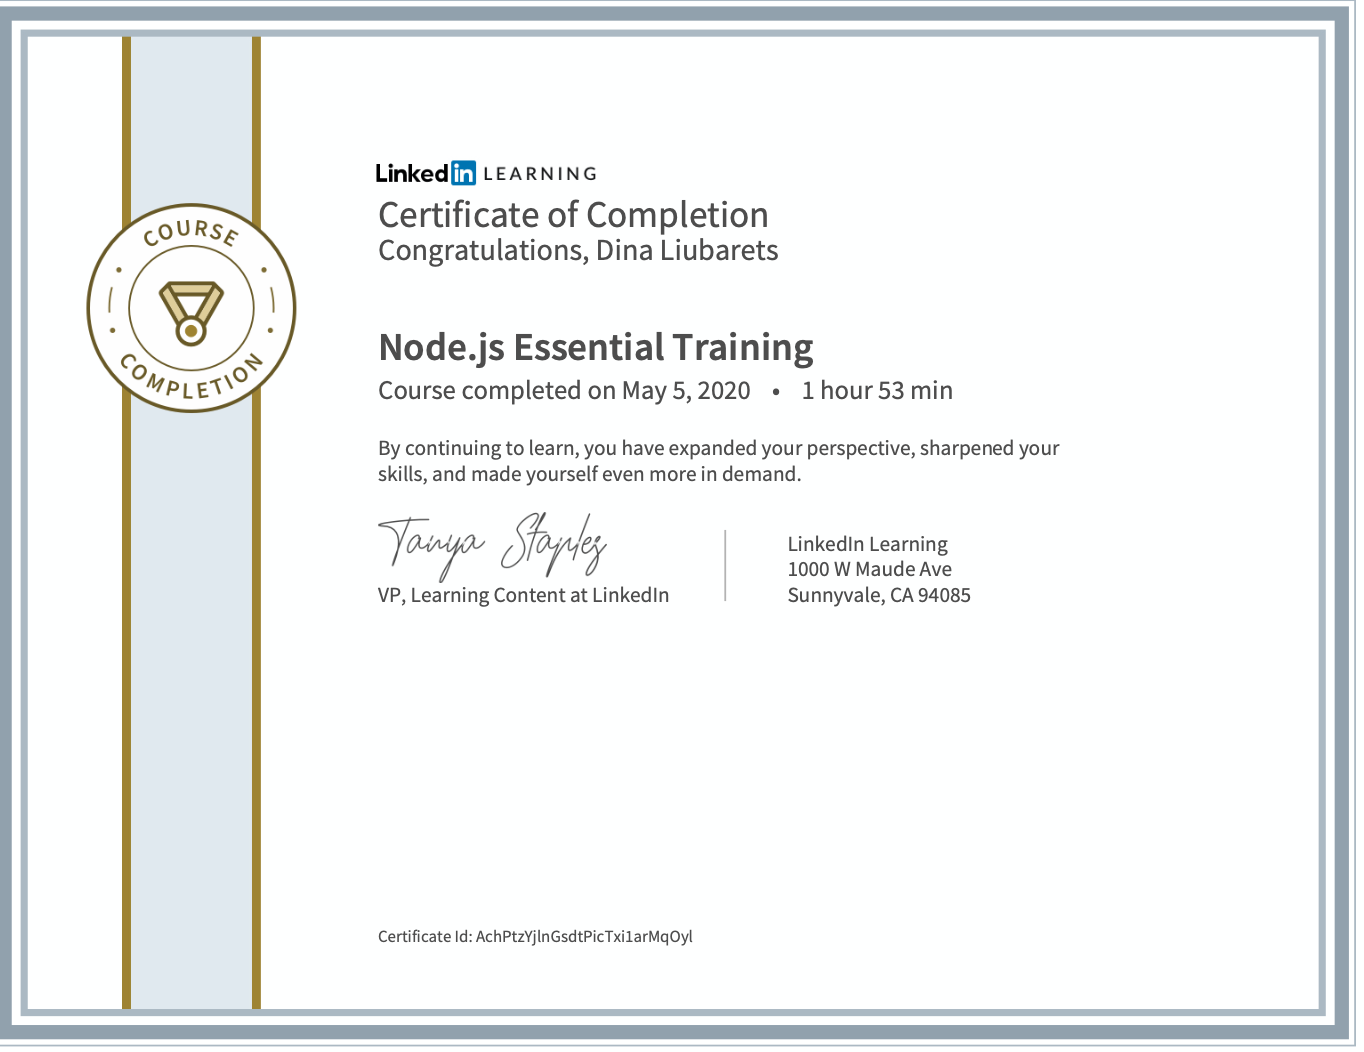 COURSE
COMPLETION
Linkedin LEARNING
Certificate of Completion
Congratulations, Dina Liubarets
Node.js Essential Training
Course completed on May 5, 2020 • 1 hour 53 min
By continuing to learn, you have expanded your perspective, sharpened your
skills, and made yourself even more in demand.
Tanya Staples
VP, Learning Content at LinkedIn
LinkedIn Learning
1000 W Maude Ave
Sunnyvale, CA 94085
Certificate Id: AchPtzYjlnGsdtPicTxi1arMqOyl